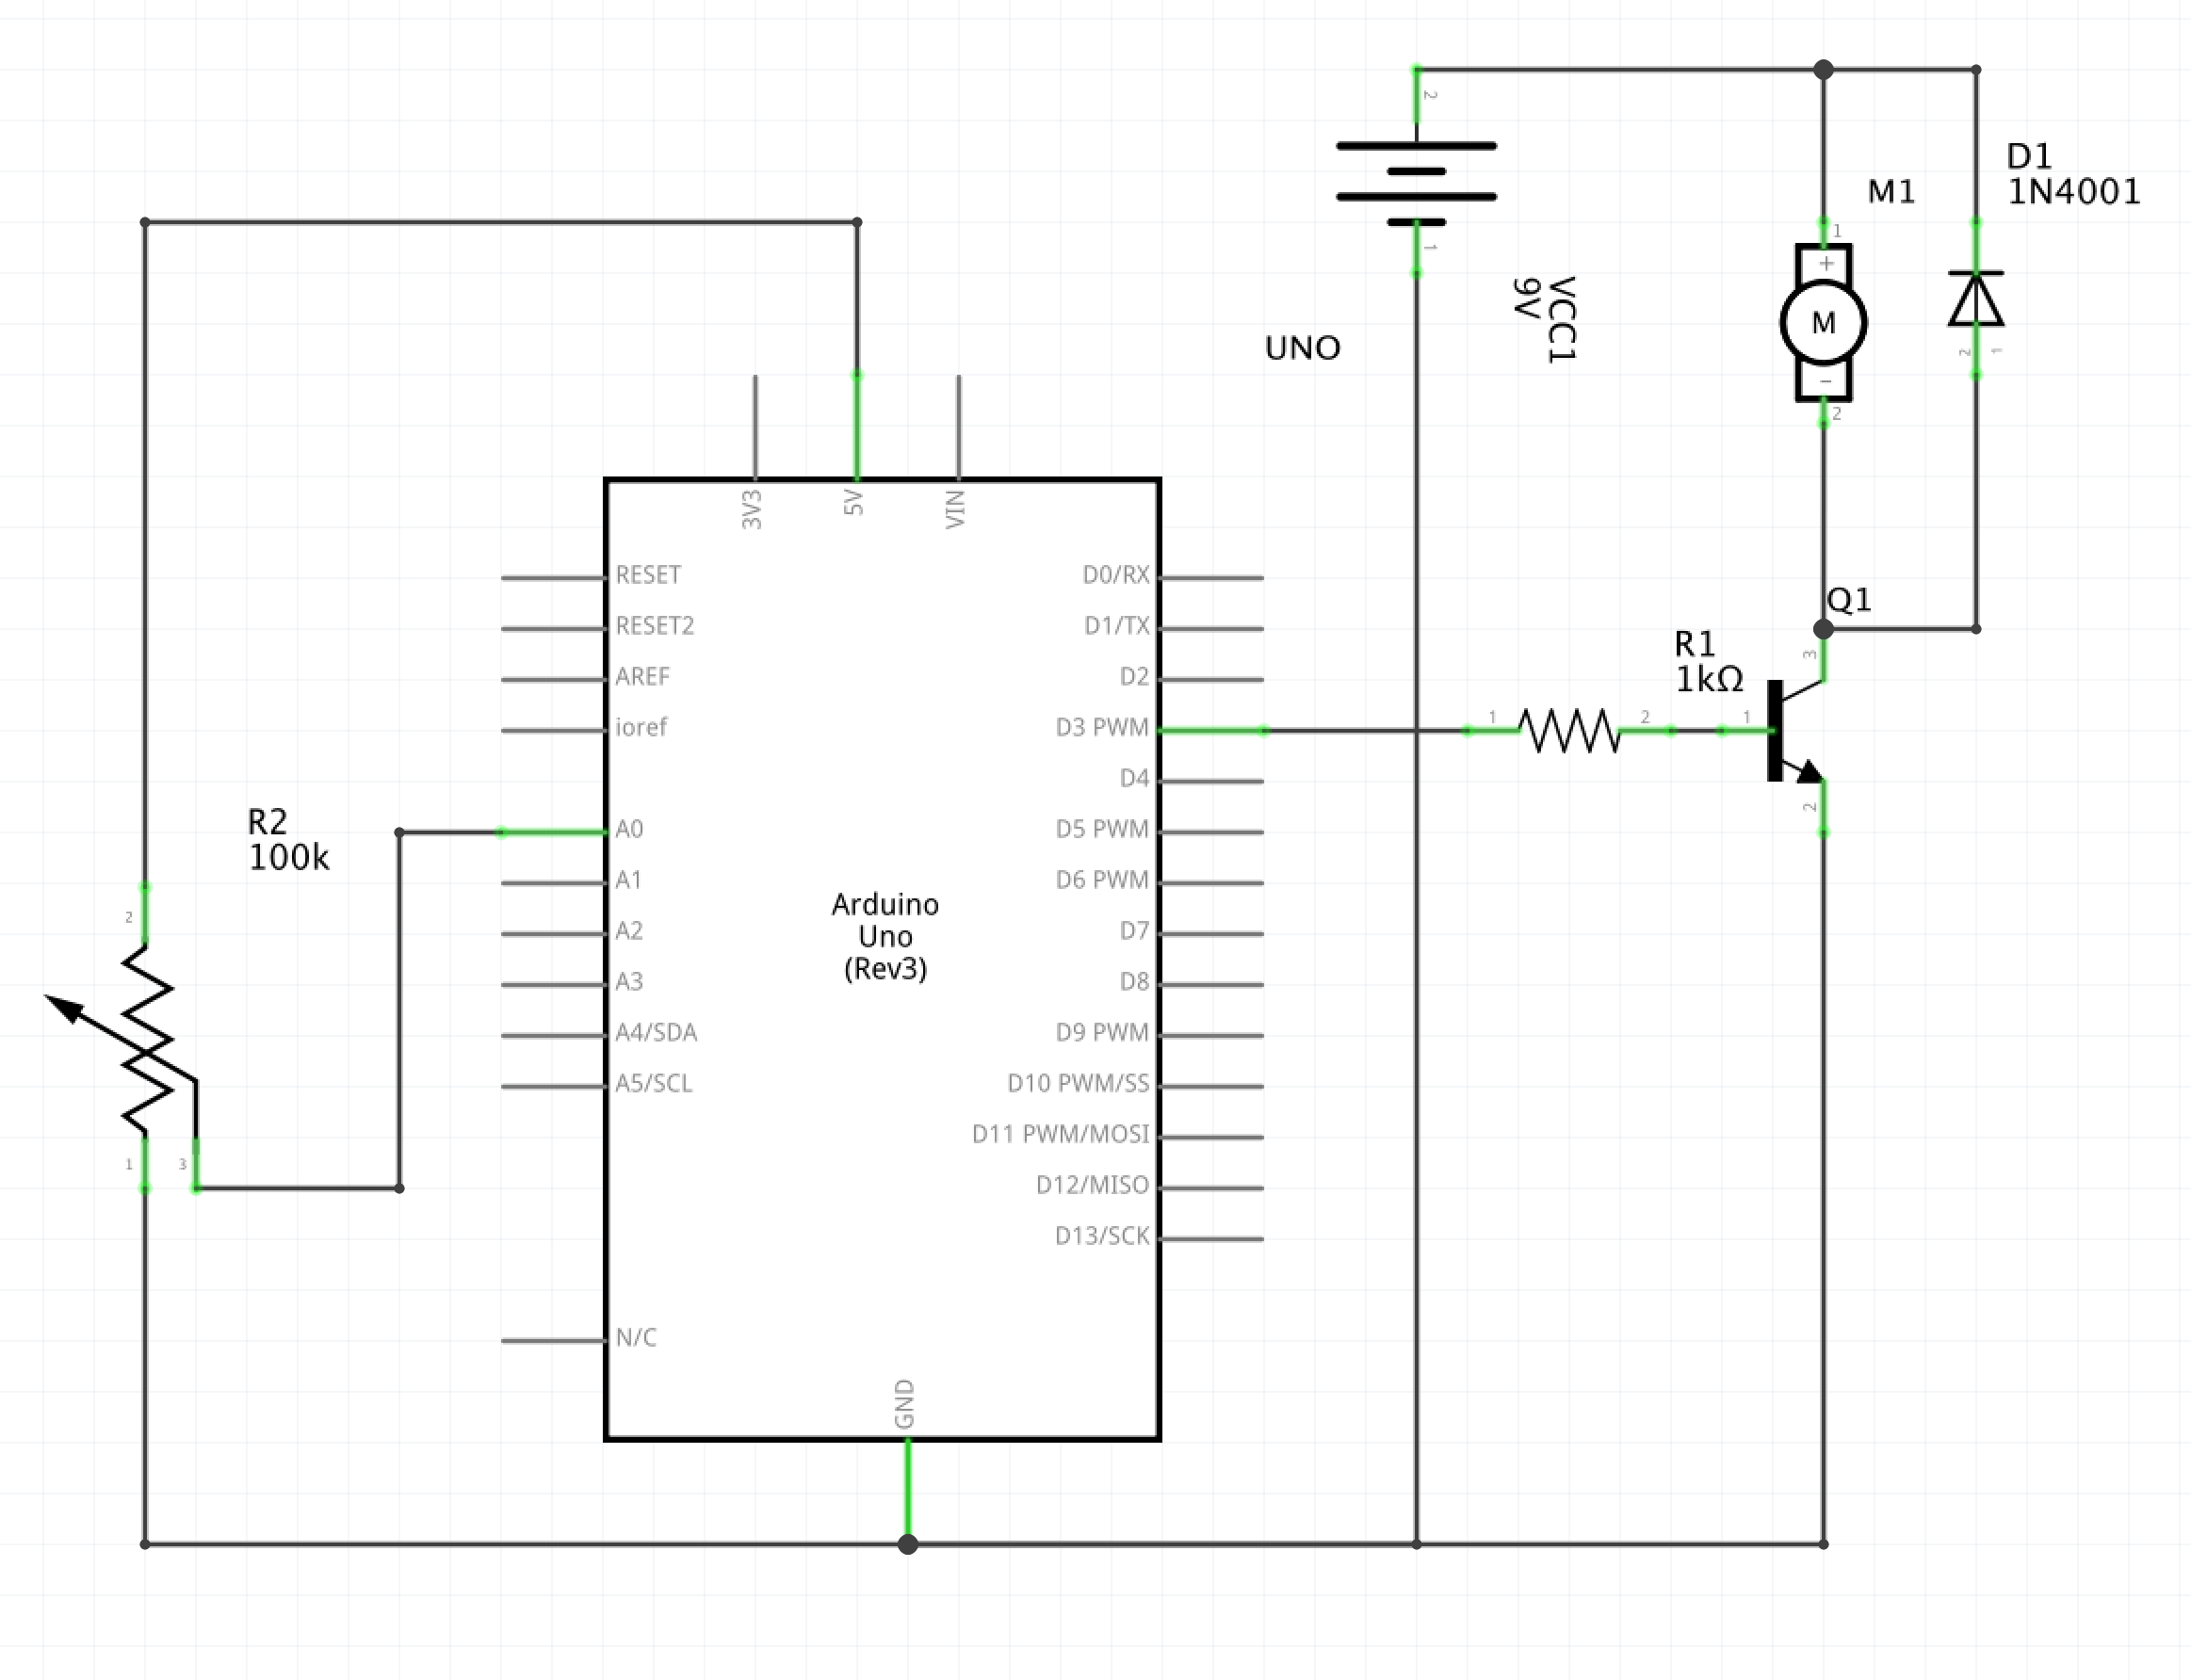 2
D1
1N4001
M1
1
+
M
-
2
1
VCC1
9V
UNO
2
1
3V3
5V
VIN
Q1
3
R1
1kΩ
1
2
1
2
RESET
RESET2
AREF
ioref
A0
A1
A2
A3
A4/SDA
A5/SCL
N/C
D0/RX
D1/TX
D2
D3 PWM
D4
D5 PWM
D6 PWM
D7
D8
D9 PWM
D10 PWM/SS
D11 PWM/MOSI
D12/MISO
D13/SCK
Arduino
Uno
(Rev3)
GND
R2
100k
2
1
3